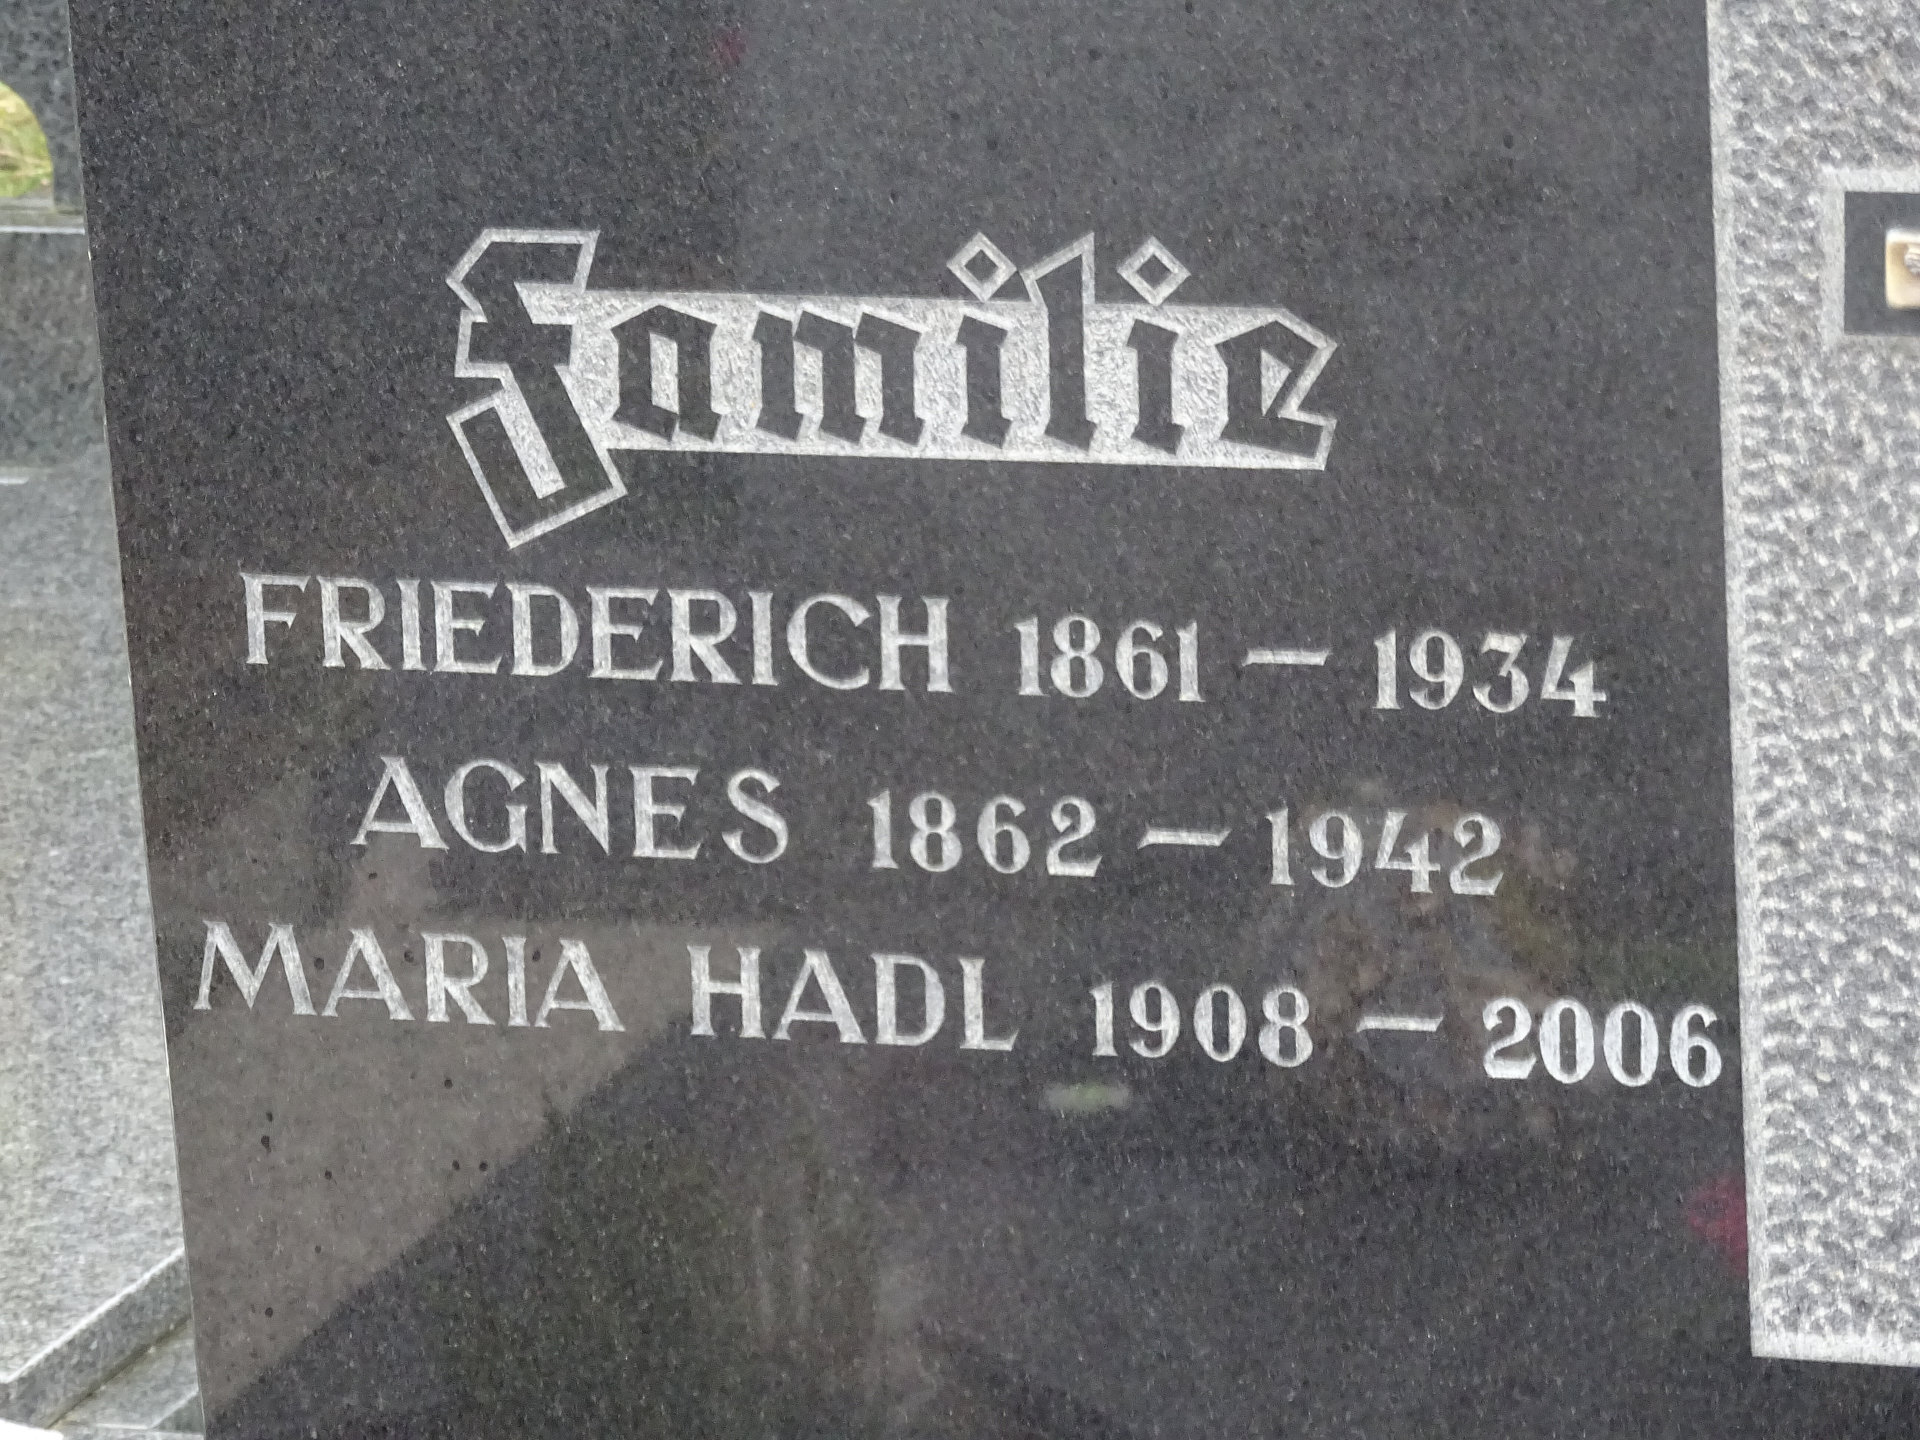 Familie
FRIEDERICH 1861 – 1934
AGNES 1862 – 1942
MARIA HADL 1908 – 2006